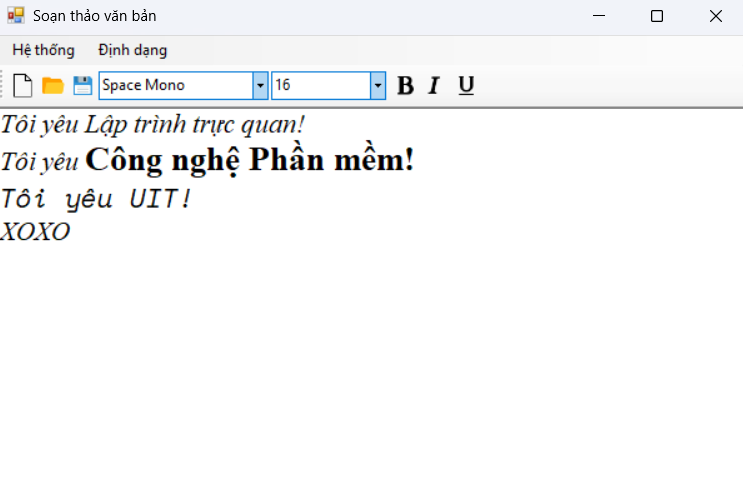 Soạn thảo văn bản
Hệ thống Định dạng
Space Mono 16 B I U
Tôi yêu Lập trình trực quan!
Tôi yêu Công nghệ Phần mềm!
Tôi yêu UIT!
XOXO